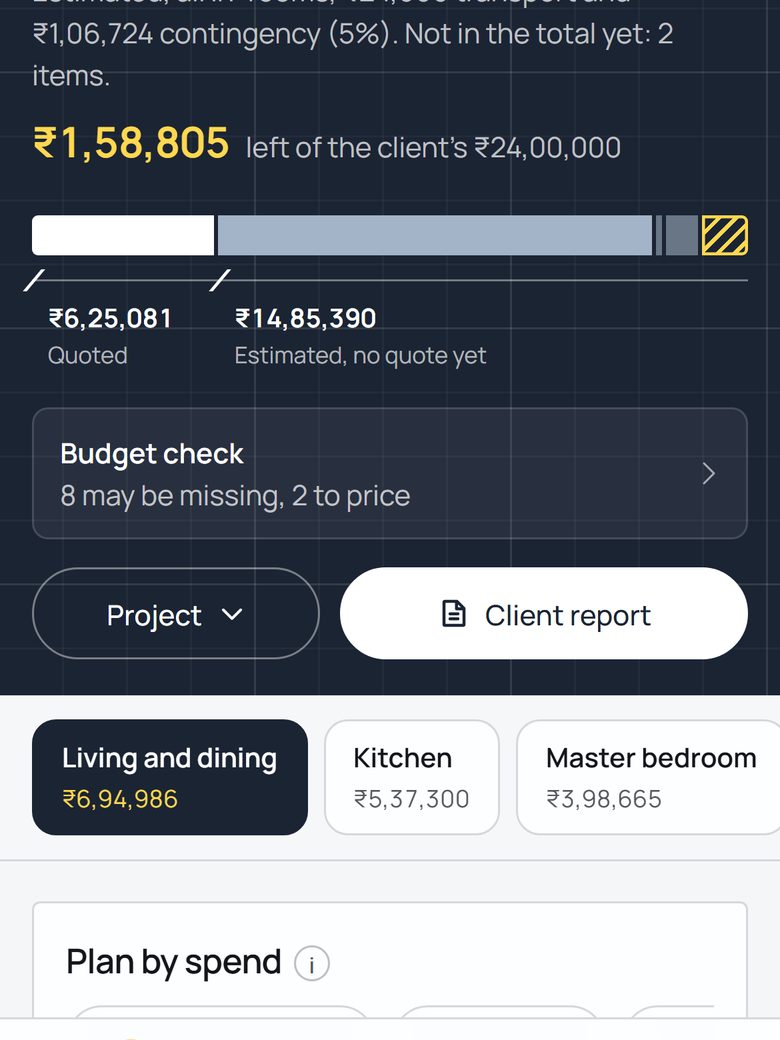 ₹1,06,724 contingency (5%). Not in the total yet: 2
items.
₹1,58,805 left of the client’s ₹24,00,000
₹6,25,081 ₹14,85,390
Quoted Estimated, no quote yet
Budget check
8 may be missing, 2 to price
Project Client report
Living and dining Kitchen Master bedroom
₹6,94,986 ₹5,37,300 ₹3,98,665
Plan by spend i